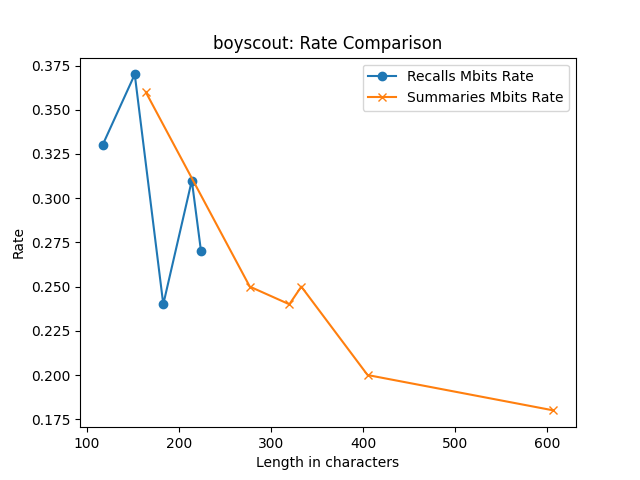 boyscout: Rate Comparison
Recalls Mbits Rate
Summaries Mbits Rate
0.375
0.350
0.325
0.300
0.275
0.250
0.225
0.200
0.175
Rate
100 200 300 400 500 600
Length in characters